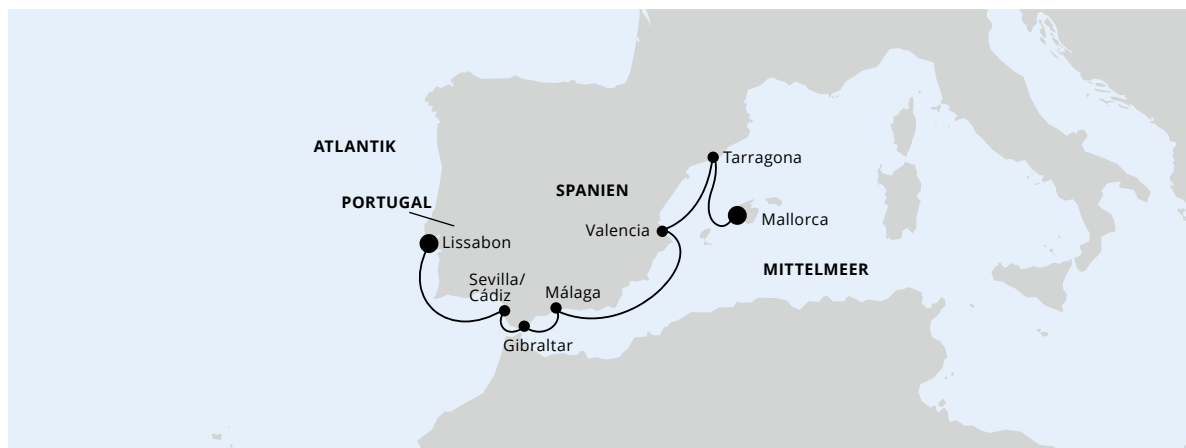 ATLANTIK
Tarragona
SPANIEN
PORTUGAL
Mallorca
Valencia
Lissabon
MITTELMEER
Sevilla/
Cádiz
Málaga
Gibraltar